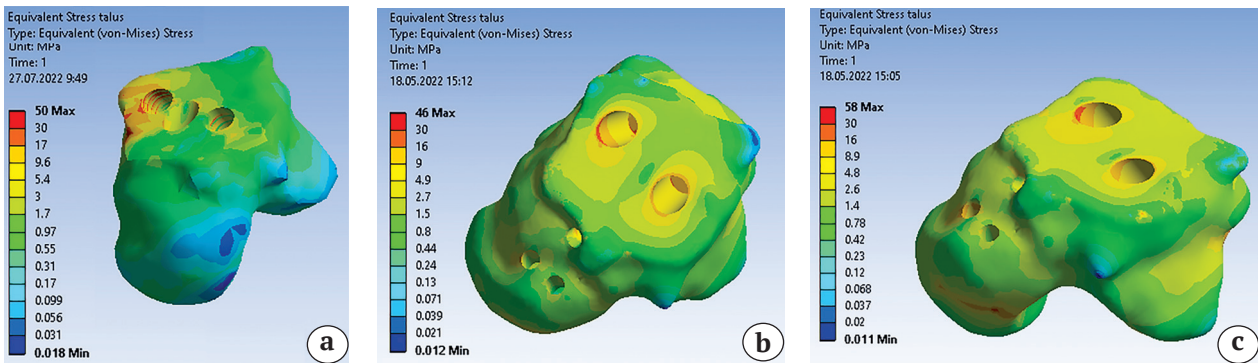 Equivalent Stress talus
Type: Equivalent (von-Mises) Stress
Unit: MPa
Time: 1
27.07.2022 9:49
50 Max
30
17
9.6
5.4
3
1.7
0.97
0.55
0.31
0.17
0.099
0.056
0.031
0.018 Min
a
Equivalent Stress talus
Type: Equivalent (von-Mises) Stress
Unit: MPa
Time: 1
18.05.2022 15:12
46 Max
30
16
9
4.9
2.7
1.5
0.8
0.44
0.24
0.13
0.071
0.039
0.021
0.012 Min
b
Equivalent Stress talus
Type: Equivalent (von-Mises) Stress
Unit: MPa
Time: 1
18.05.2022 15:05
58 Max
30
16
8.9
4.8
2.6
1.4
0.78
0.42
0.23
0.12
0.068
0.037
0.02
0.011 Min
c